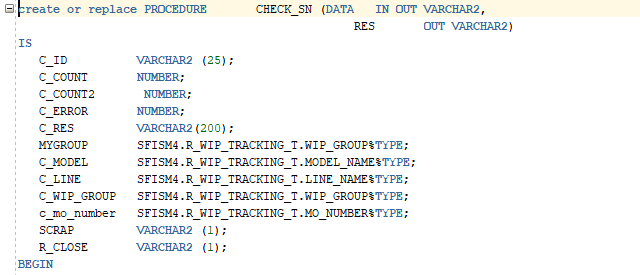 create or replace PROCEDURE       CHECK_SN (DATA   IN OUT VARCHAR2,
                                            RES       OUT VARCHAR2)
IS
   C_ID          VARCHAR2 (25);
   C_COUNT       NUMBER;
   C_COUNT2       NUMBER;
   C_ERROR       NUMBER;
   C_RES         VARCHAR2(200);
   MYGROUP       SFISM4.R_WIP_TRACKING_T.WIP_GROUP%TYPE;
   C_MODEL       SFISM4.R_WIP_TRACKING_T.MODEL_NAME%TYPE;
   C_LINE        SFISM4.R_WIP_TRACKING_T.LINE_NAME%TYPE;
   C_WIP_GROUP   SFISM4.R_WIP_TRACKING_T.WIP_GROUP%TYPE;
   c_mo_number   SFISM4.R_WIP_TRACKING_T.MO_NUMBER%TYPE;
   SCRAP         VARCHAR2 (1);
   R_CLOSE       VARCHAR2 (1);
BEGIN